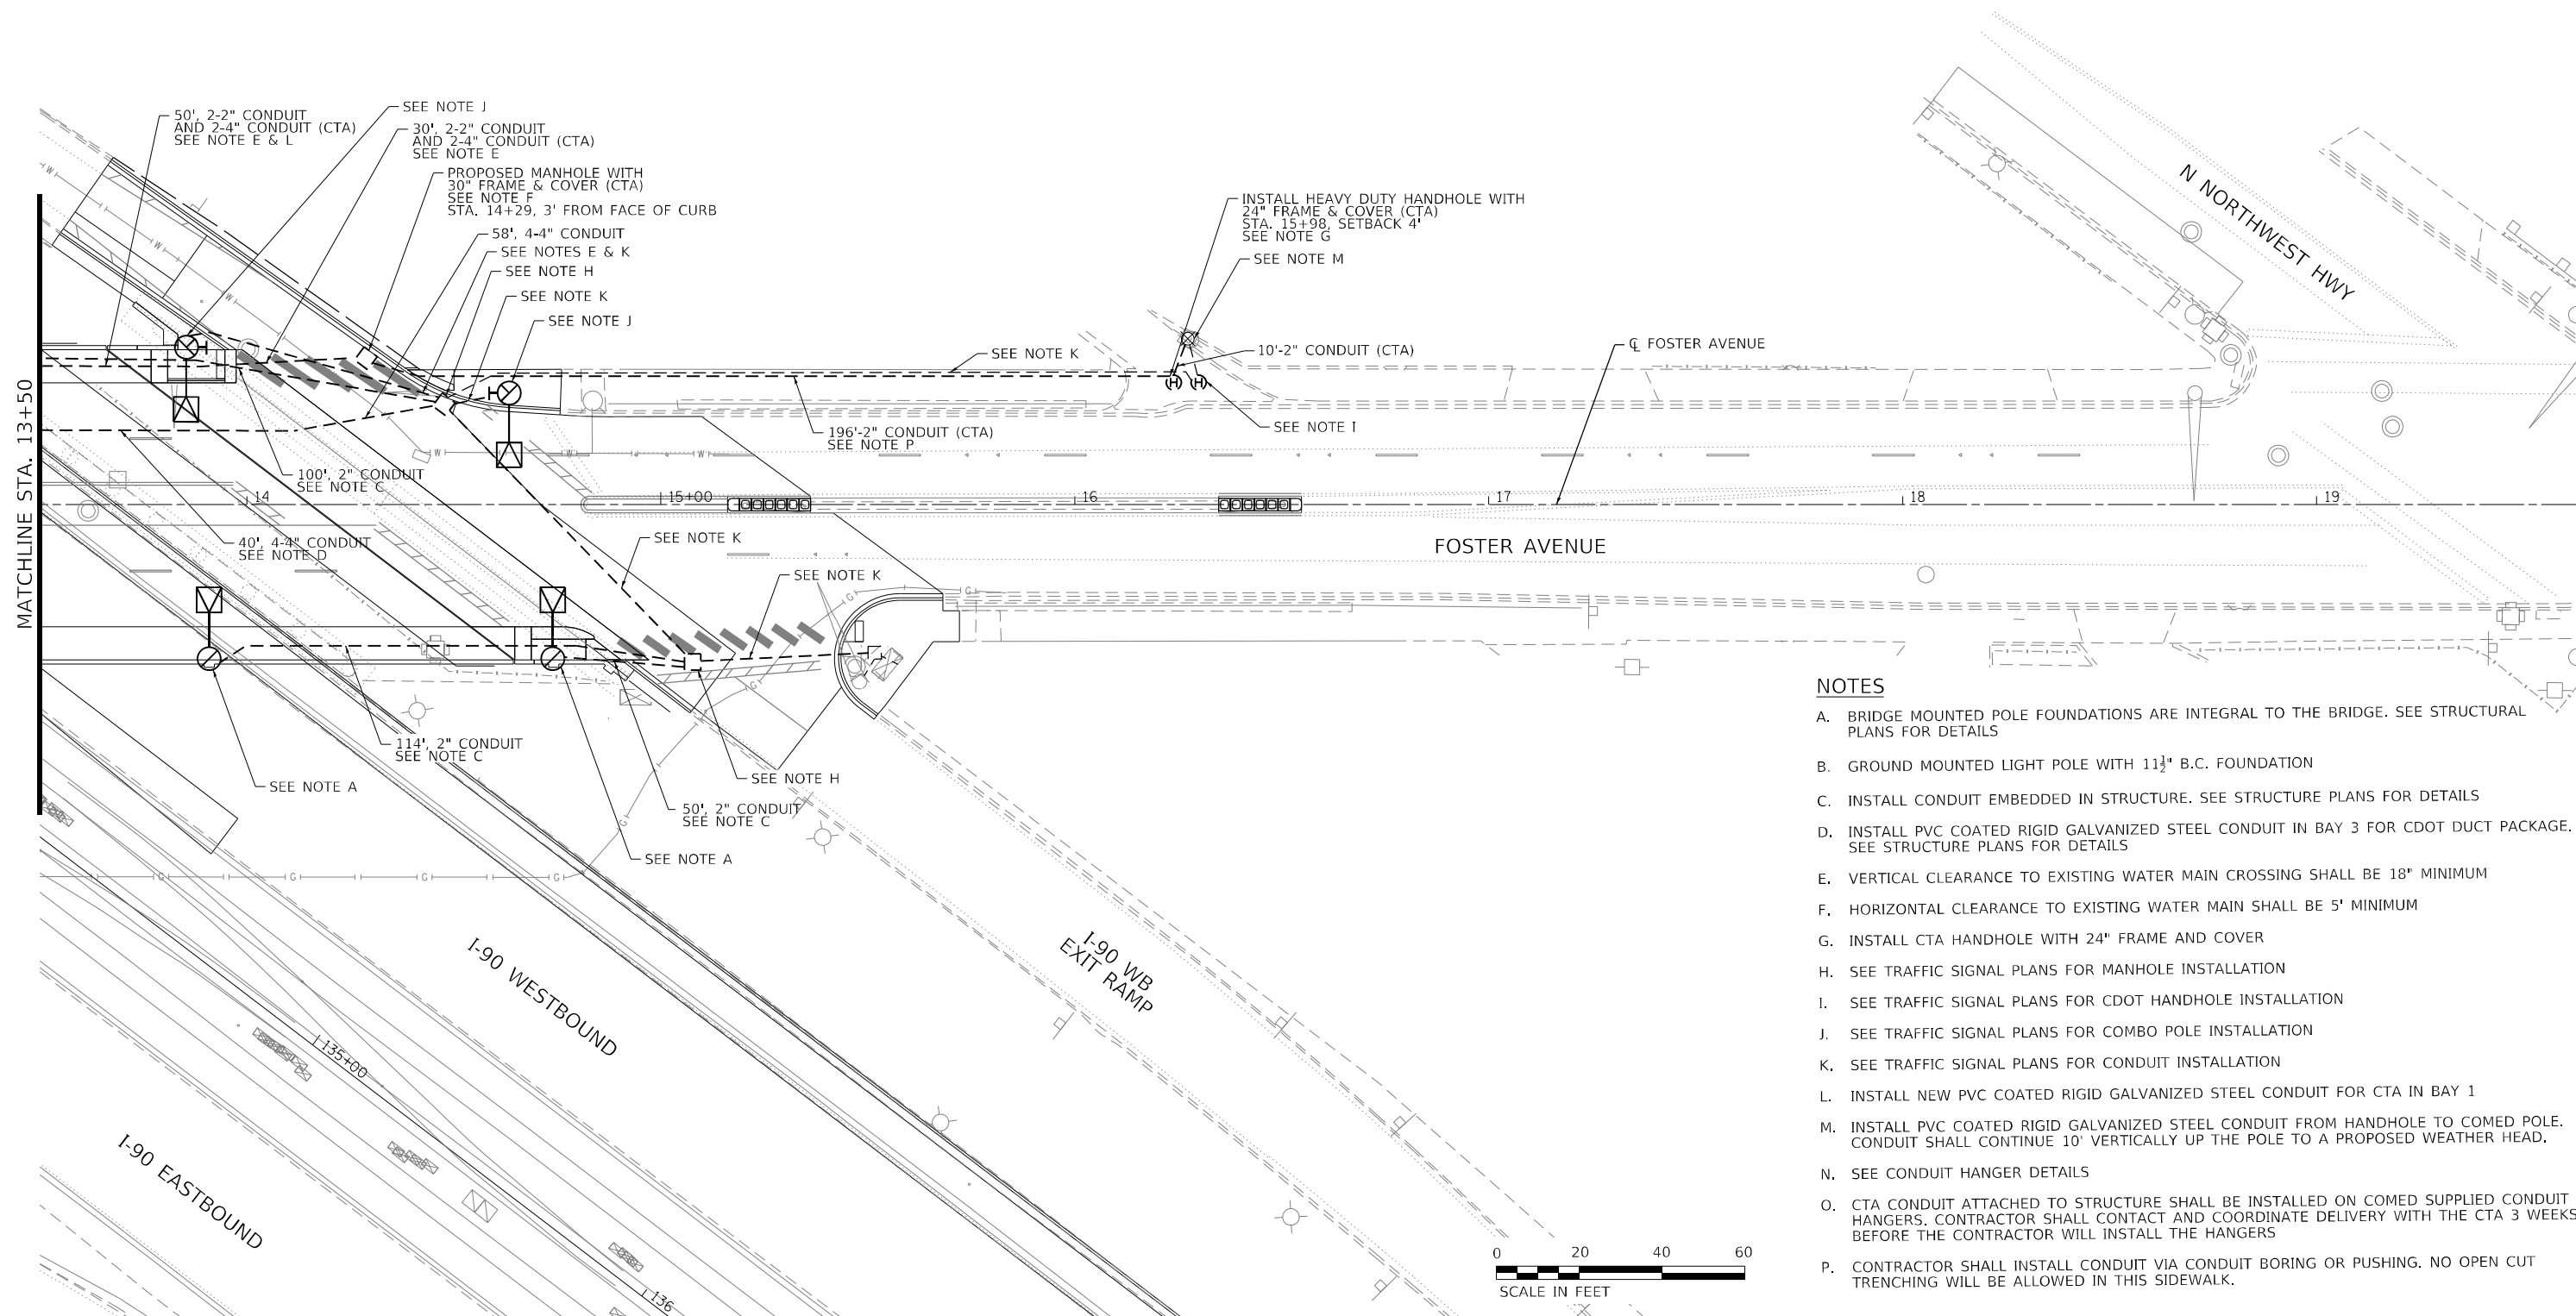 50', 2-2" CONDUIT
AND 2-4" CONDUIT (CTA)
SEE NOTE E & L
SEE NOTE J
30', 2-2" CONDUIT
AND 2-4" CONDUIT (CTA)
SEE NOTE E
PROPOSED MANHOLE WITH
30" FRAME & COVER (CTA)
SEE NOTE F
STA. 14+29, 3' FROM FACE OF CURB
58', 4-4" CONDUIT
SEE NOTES E & K
SEE NOTE H
SEE NOTE K
SEE NOTE J
INSTALL HEAVY DUTY HANDHOLE WITH
24" FRAME & COVER (CTA)
STA. 15+98, SETBACK 4'
SEE NOTE G
SEE NOTE M
N NORTHWEST HWY
SEE NOTE K
10'-2" CONDUIT (CTA)
℄ FOSTER AVENUE
H
H
SEE NOTE I
196'-2" CONDUIT (CTA)
SEE NOTE P
W
W
W
W
W
W
MATCHLINE STA. 13+50
100', 2" CONDUIT
SEE NOTE C
14
15+00
16
17
18
19
40', 4-4" CONDUIT
SEE NOTE D
SEE NOTE K
FOSTER AVENUE
SEE NOTE K
G
G
G
G
G
G
G
G
G
114', 2" CONDUIT
SEE NOTE C
SEE NOTE A
SEE NOTE H
50', 2" CONDUIT
SEE NOTE C
SEE NOTE A
I-90 WESTBOUND
I-90 WB
EXIT RAMP
135+00
I-90 EASTBOUND
136
0 20 40 60
SCALE IN FEET
NOTES
A. BRIDGE MOUNTED POLE FOUNDATIONS ARE INTEGRAL TO THE BRIDGE. SEE STRUCTURAL
PLANS FOR DETAILS
B. GROUND MOUNTED LIGHT POLE WITH 11½" B.C. FOUNDATION
C. INSTALL CONDUIT EMBEDDED IN STRUCTURE. SEE STRUCTURE PLANS FOR DETAILS
D. INSTALL PVC COATED RIGID GALVANIZED STEEL CONDUIT IN BAY 3 FOR CDOT DUCT PACKAGE.
SEE STRUCTURE PLANS FOR DETAILS
E. VERTICAL CLEARANCE TO EXISTING WATER MAIN CROSSING SHALL BE 18" MINIMUM
F. HORIZONTAL CLEARANCE TO EXISTING WATER MAIN SHALL BE 5' MINIMUM
G. INSTALL CTA HANDHOLE WITH 24" FRAME AND COVER
H. SEE TRAFFIC SIGNAL PLANS FOR MANHOLE INSTALLATION
I. SEE TRAFFIC SIGNAL PLANS FOR CDOT HANDHOLE INSTALLATION
J. SEE TRAFFIC SIGNAL PLANS FOR COMBO POLE INSTALLATION
K. SEE TRAFFIC SIGNAL PLANS FOR CONDUIT INSTALLATION
L. INSTALL NEW PVC COATED RIGID GALVANIZED STEEL CONDUIT FOR CTA IN BAY 1
M. INSTALL PVC COATED RIGID GALVANIZED STEEL CONDUIT FROM HANDHOLE TO COMED POLE.
CONDUIT SHALL CONTINUE 10' VERTICALLY UP THE POLE TO A PROPOSED WEATHER HEAD.
N. SEE CONDUIT HANGER DETAILS
O. CTA CONDUIT ATTACHED TO STRUCTURE SHALL BE INSTALLED ON COMED SUPPLIED CONDUIT
HANGERS. CONTRACTOR SHALL CONTACT AND COORDINATE DELIVERY WITH THE CTA 3 WEEKS
BEFORE THE CONTRACTOR WILL INSTALL THE HANGERS
P. CONTRACTOR SHALL INSTALL CONDUIT VIA CONDUIT BORING OR PUSHING. NO OPEN CUT
TRENCHING WILL BE ALLOWED IN THIS SIDEWALK.